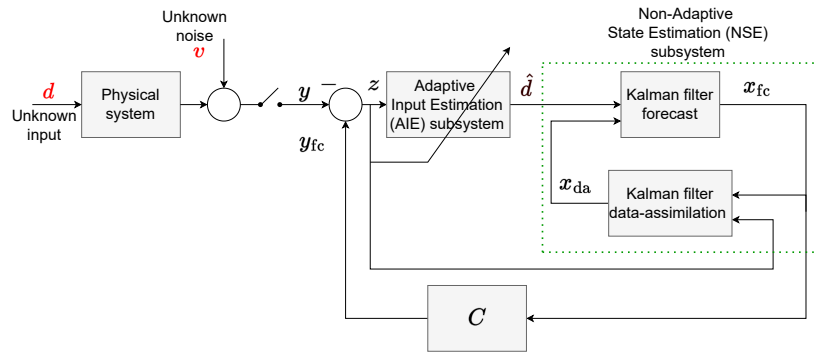 Unknown
noise
v
Non-Adaptive
State Estimation (NSE)
subsystem
d
Unknown
input
Physical
system
y
−
z
y_fc
Adaptive
Input Estimation
(AIE) subsystem
d̂
Kalman filter
forecast
x_fc
x_da
Kalman filter
data-assimilation
C